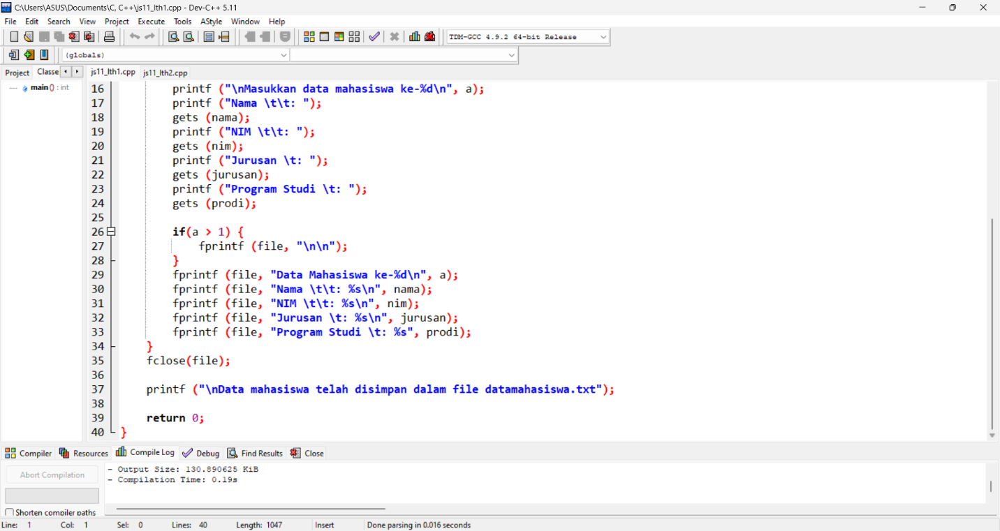 C:\Users\ASUS\Documents\C, C++\js11_lth1.cpp - Dev-C++ 5.11
File Edit Search View Project Execute Tools AStyle Window Help
TDM-GCC 4.9.2 64-bit Release
(globals)
Project Classe js11_lth1.cpp js11_lth2.cpp
main () : int
16 printf ("\nMasukkan data mahasiswa ke-%d\n", a);
17 printf ("Nama \t\t: ");
18 gets (nama);
19 printf ("NIM \t\t: ");
20 gets (nim);
21 printf ("Jurusan \t: ");
22 gets (jurusan);
23 printf ("Program Studi \t: ");
24 gets (prodi);
25
26 if(a > 1) {
27 fprintf (file, "\n\n");
28 }
29 fprintf (file, "Data Mahasiswa ke-%d\n", a);
30 fprintf (file, "Nama \t\t: %s\n", nama);
31 fprintf (file, "NIM \t\t: %s\n", nim);
32 fprintf (file, "Jurusan \t: %s\n", jurusan);
33 fprintf (file, "Program Studi \t: %s", prodi);
34 }
35 fclose(file);
36
37 printf ("\nData mahasiswa telah disimpan dalam file datamahasiswa.txt");
38
39 return 0;
40 }
Compiler Resources Compile Log Debug Find Results Close
Abort Compilation
- Output Size: 130.890625 KiB
- Compilation Time: 0.19s
Shorten compiler paths
Line: 1 Col: 1 Sel: 0 Lines: 40 Length: 1047 Insert Done parsing in 0.016 seconds